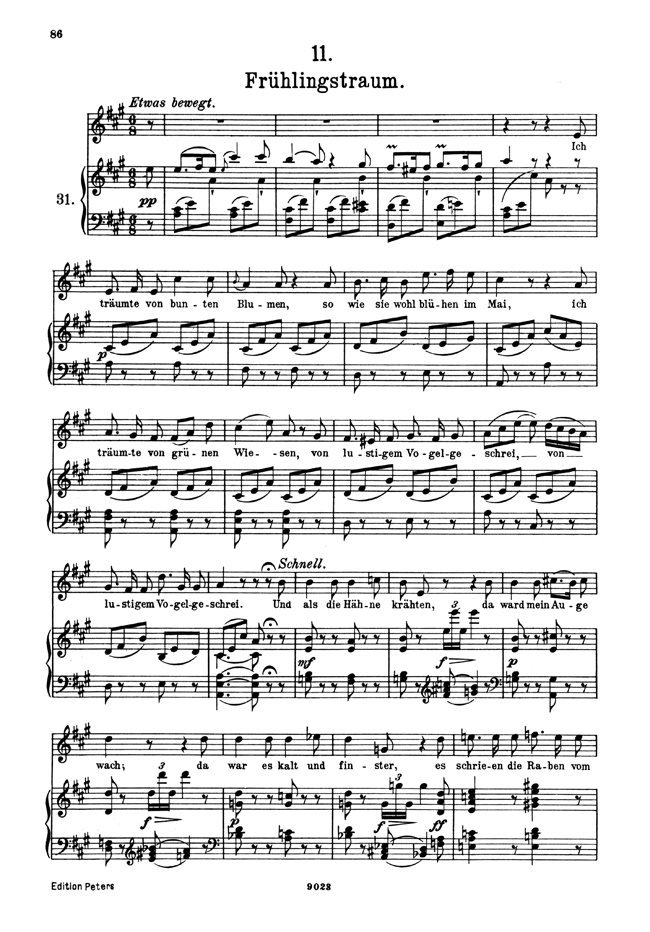 86
11.
Frühlingstraum.
Etwas bewegt.
Ich
31.
pp
träumte von bun - ten Blu - men, so wie sie wohl blü - hen im Mai, ich
p
träum-te von grü - nen Wie - sen, von lu - stigem Vo - gel - ge - schrei, von
Schnell.
lu - stigem Vo - gel - ge - schrei. Und als die Häh - ne krähten, da ward mein Au - ge
3
mf f p
wach; da war es kalt und fin - ster, es schrie - en die Ra - ben vom
3 3
f p f ff
Edition Peters 9023